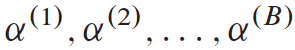 α^{(1)}, α^{(2)}, . . . , α^{(B)}